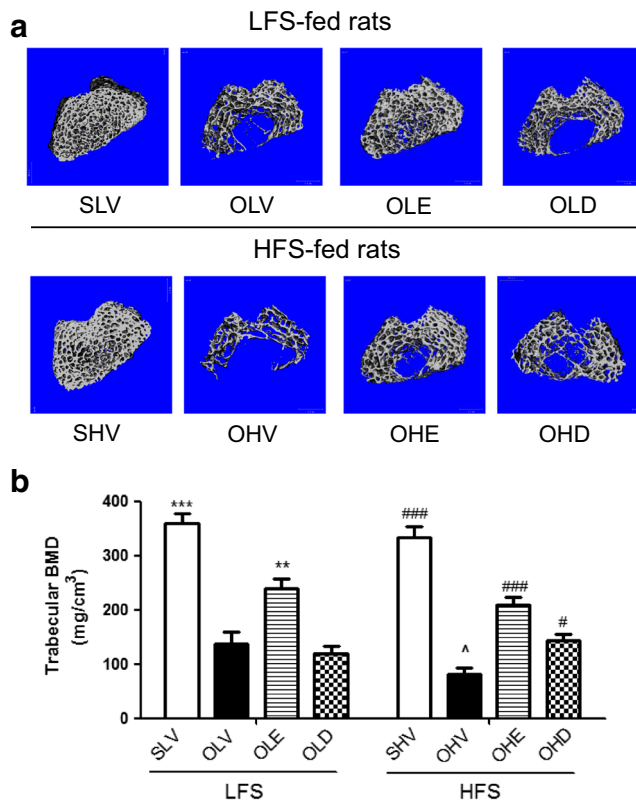 a
LFS-fed rats
SLV OLV OLE OLD
HFS-fed rats
SHV OHV OHE OHD
b
Trabecular BMD
(mg/cm³)
400
300
200
100
0
*** ** ### ^ ### #
SLV OLV OLE OLD SHV OHV OHE OHD
LFS HFS